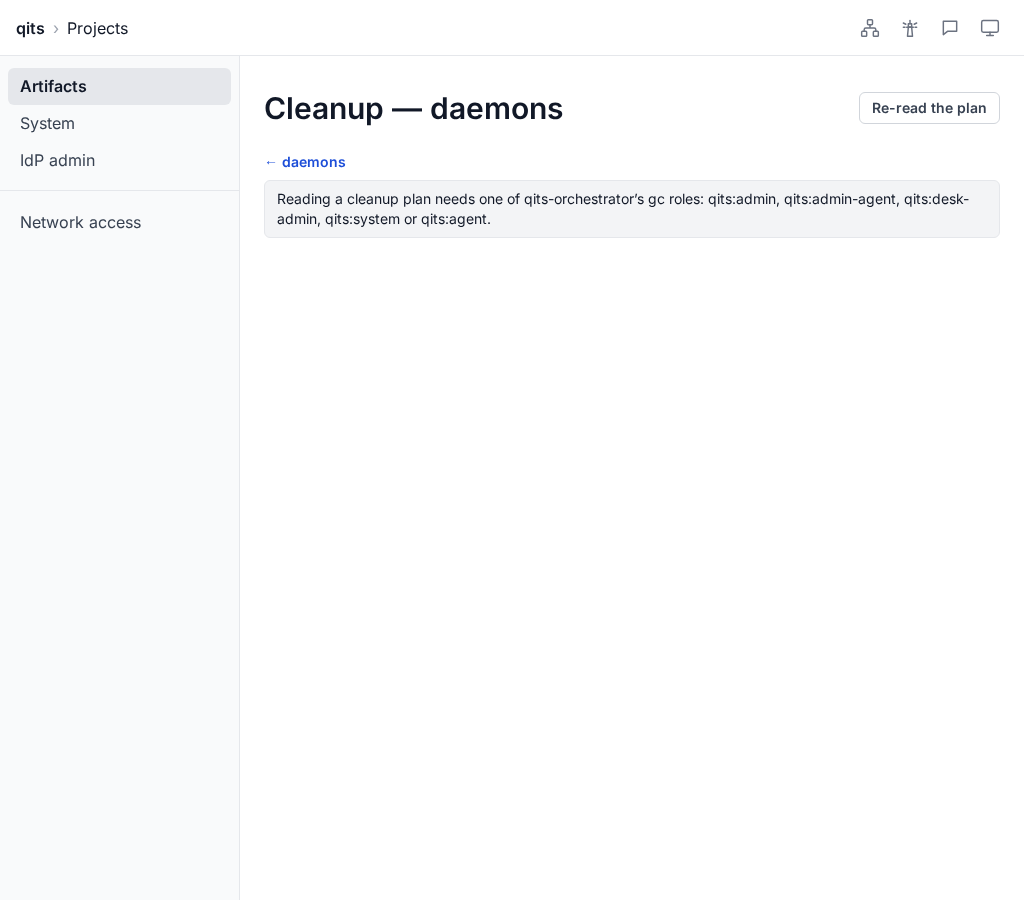 qits › Projects
Artifacts
System
IdP admin
Network access
Cleanup — daemons
Re-read the plan
← daemons
Reading a cleanup plan needs one of qits-orchestrator’s gc roles: qits:admin, qits:admin-agent, qits:desk-
admin, qits:system or qits:agent.